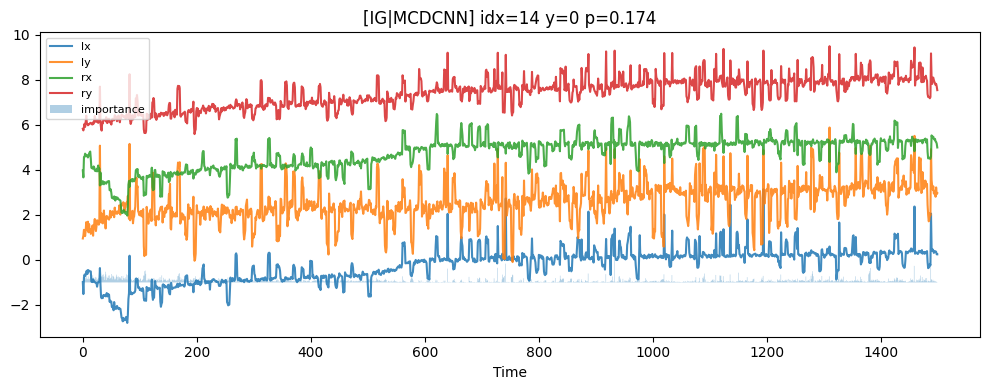 [IG|MCDCNN] idx=14 y=0 p=0.174
10
8
6
4
2
0
−2
lx
ly
rx
ry
importance
0 200 400 600 800 1000 1200 1400
Time